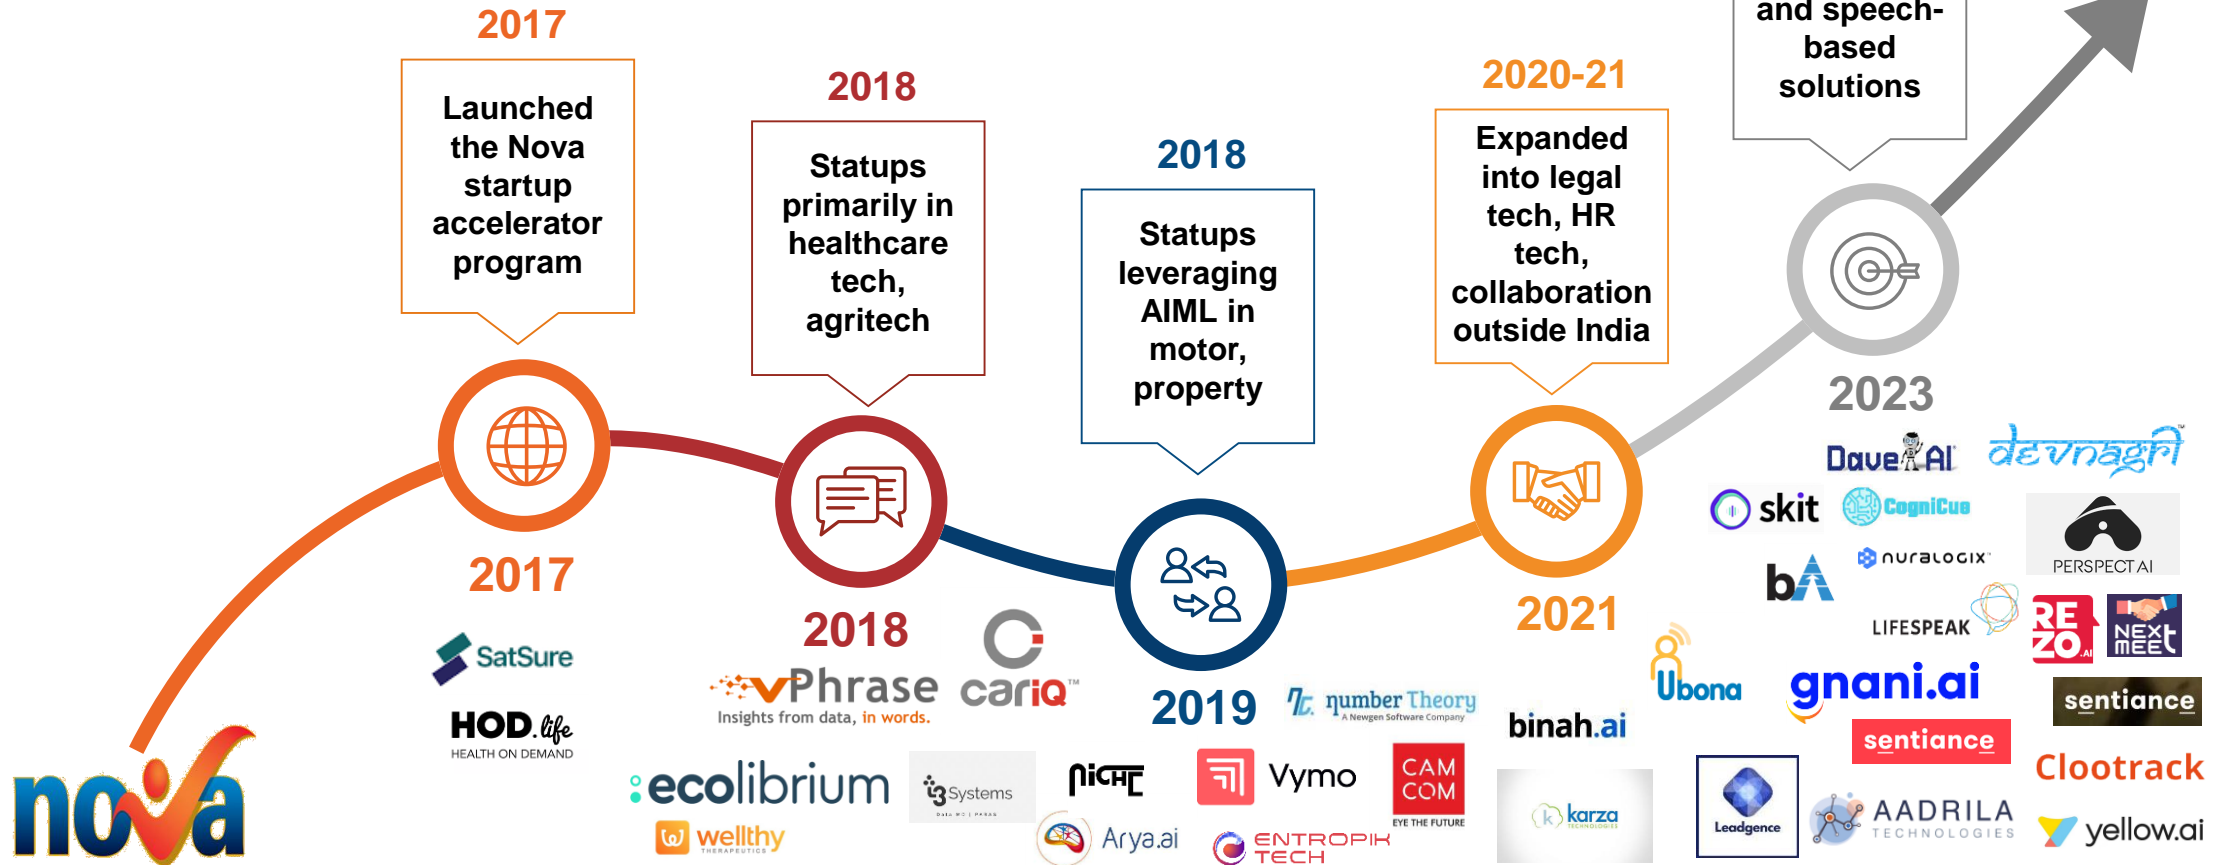 2017
Launched
the Nova
startup
accelerator
program
2018
Statups
primarily in
healthcare
tech,
agritech
2018
Statups
leveraging
AIML in
motor,
property
2020-21
Expanded
into legal
tech, HR
tech,
collaboration
outside India
and speech-
based
solutions
2017
SatSure
HOD.life
HEALTH ON DEMAND
nova
2018
vPhrase
Insights from data, in words.
cariQ™
ecolibrium
i3 Systems
wellthy
THERAPEUTICS
2019
NICHE
Arya.ai
Vymo
ENTROPIK
TECH
number Theory
A Newgen Software Company
CAM
COM
EYE THE FUTURE
2021
binah.ai
k karza
TECHNOLOGIES
Ubona
2023
Dave AI
devnagri™
skit
CogniCue
bA
nuralogix
PERSPECT AI
LIFESPEAK
REZO.AI
NEXT
MEET
gnani.ai
sentiance
sentiance
Leadgence
AADRILA
TECHNOLOGIES
Clootrack
yellow.ai